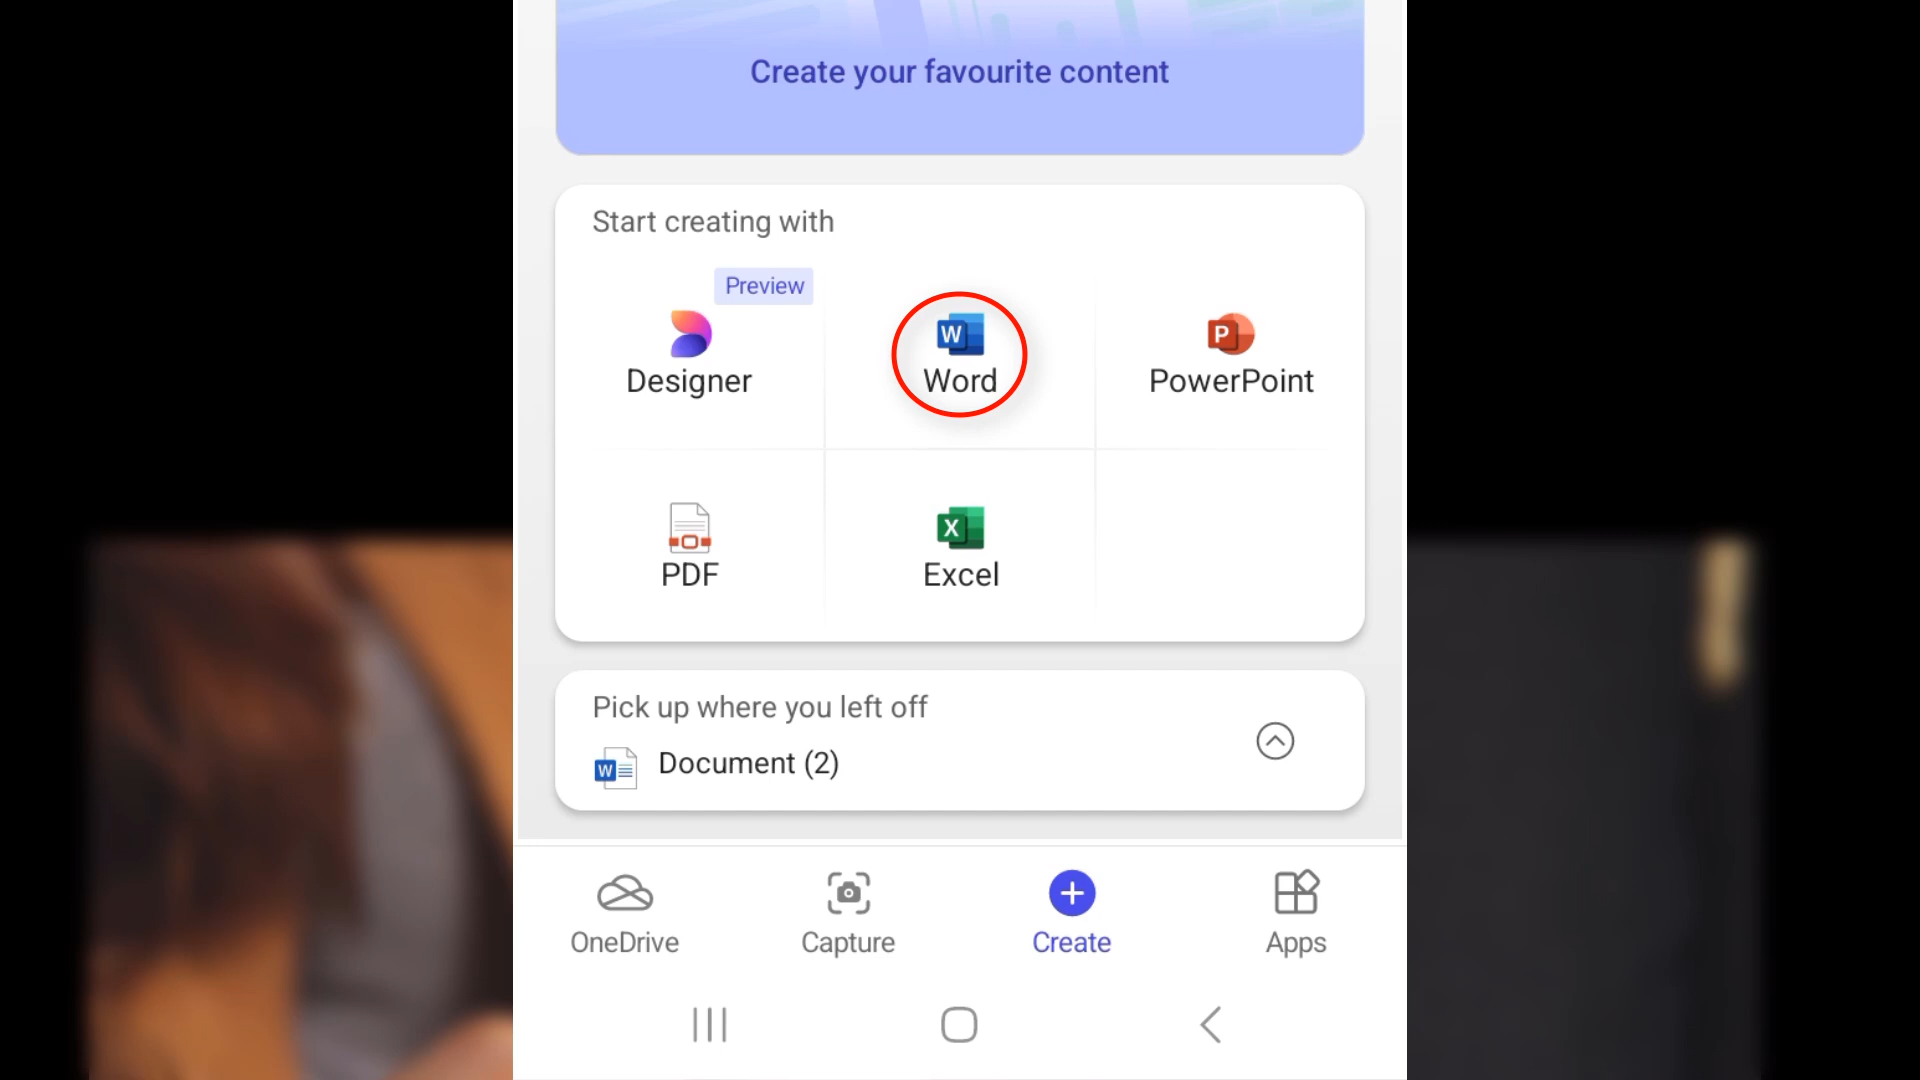 Create your favourite content
Start creating with
Preview
Designer
W
Word
P
PowerPoint
PDF
X
Excel
Pick up where you left off
W
Document (2)
OneDrive
Capture
Create
Apps